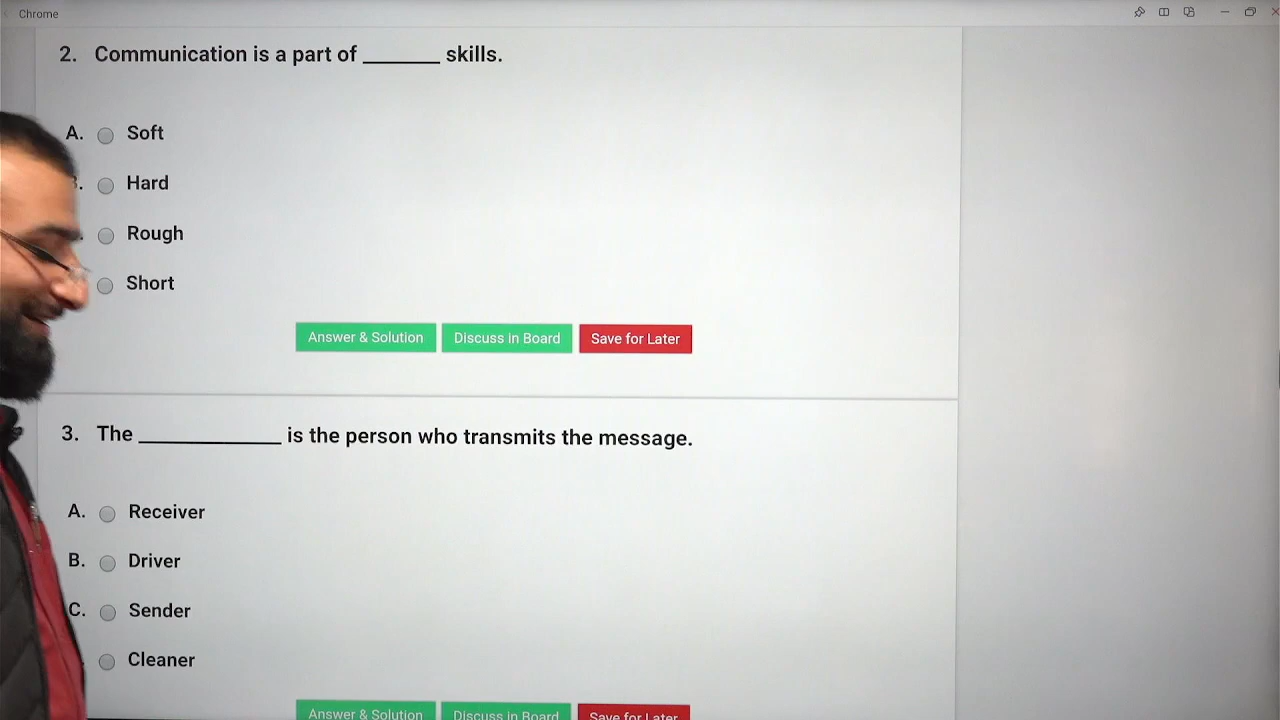 Chrome
2. Communication is a part of _______ skills.
A. Soft
Hard
Rough
Short
Answer & Solution Discuss in Board Save for Later
3. The _____________ is the person who transmits the message.
A. Receiver
B. Driver
C. Sender
Cleaner
Answer & Solution Discuss in Board Save for Later